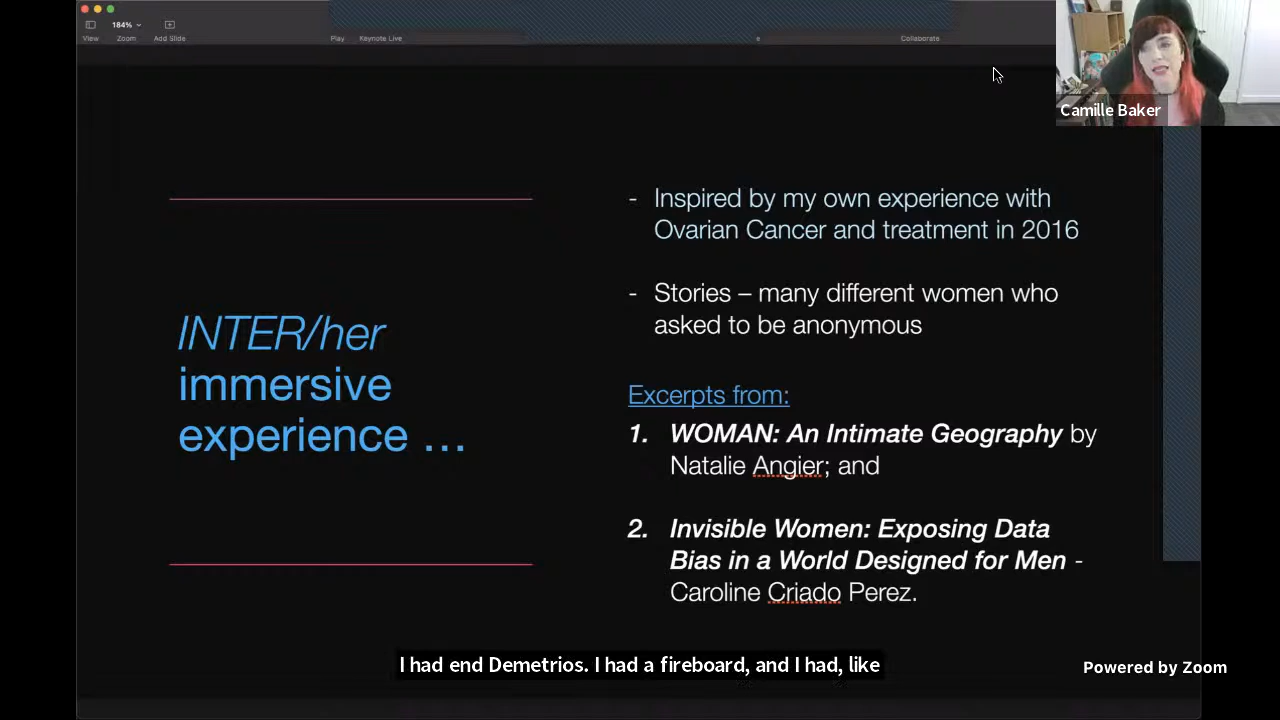 184%
View
Zoom
Add Slide
Play
Keynote Live
e
Collaborate
Camille Baker
INTER/her
immersive
experience …
- Inspired by my own experience with
Ovarian Cancer and treatment in 2016
- Stories – many different women who
asked to be anonymous
Excerpts from:
1. WOMAN: An Intimate Geography by
Natalie Angier; and
2. Invisible Women: Exposing Data
Bias in a World Designed for Men -
Caroline Criado Perez.
I had end Demetrios. I had a fireboard, and I had, like
Powered by Zoom